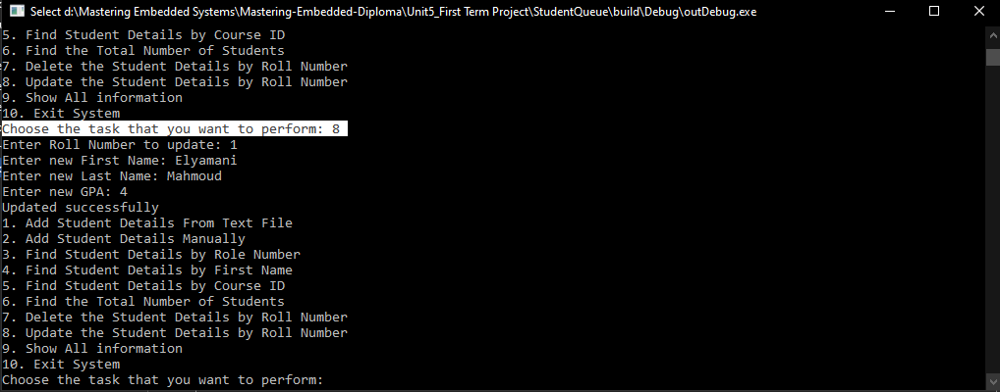 Select d:\Mastering Embedded Systems\Mastering-Embedded-Diploma\Unit5_First Term Project\StudentQueue\build\Debug\outDebug.exe
5. Find Student Details by Course ID
6. Find the Total Number of Students
7. Delete the Student Details by Roll Number
8. Update the Student Details by Roll Number
9. Show All information
10. Exit System
Choose the task that you want to perform: 8
Enter Roll Number to update: 1
Enter new First Name: Elyamani
Enter new Last Name: Mahmoud
Enter new GPA: 4
Updated successfully
1. Add Student Details From Text File
2. Add Student Details Manually
3. Find Student Details by Role Number
4. Find Student Details by First Name
5. Find Student Details by Course ID
6. Find the Total Number of Students
7. Delete the Student Details by Roll Number
8. Update the Student Details by Roll Number
9. Show All information
10. Exit System
Choose the task that you want to perform: